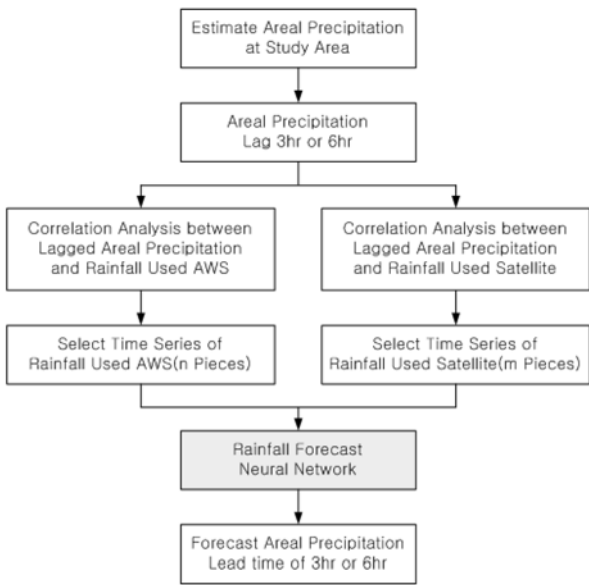 Estimate Areal Precipitation
at Study Area
Areal Precipitation
Lag 3hr or 6hr
Correlation Analysis between
Lagged Areal Precipitation
and Rainfall Used AWS
Correlation Analysis between
Lagged Areal Precipitation
and Rainfall Used Satellite
Select Time Series of
Rainfall Used AWS(n Pieces)
Select Time Series of
Rainfall Used Satellite(m Pieces)
Rainfall Forecast
Neural Network
Forecast Areal Precipitation
Lead time of 3hr or 6hr